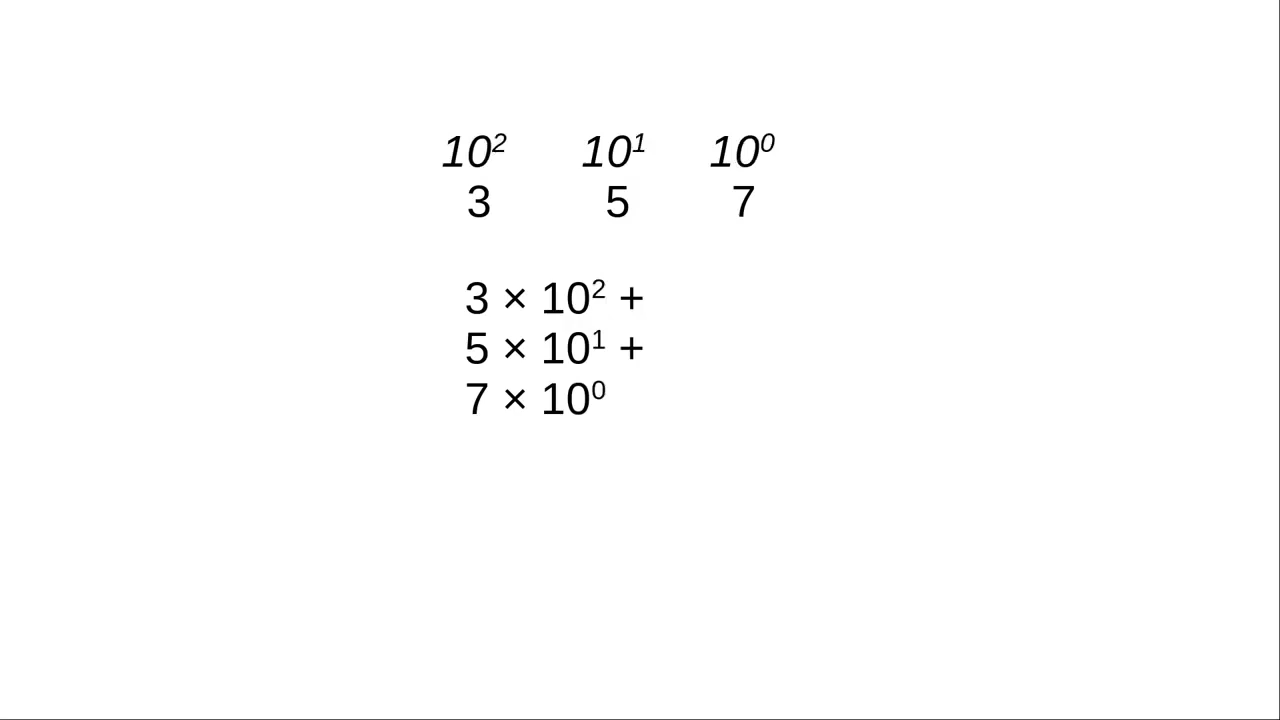 10² 10¹ 10⁰
3 5 7
3 × 10² +
5 × 10¹ +
7 × 10⁰